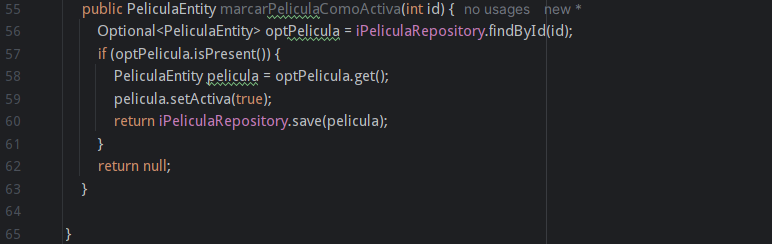 55 public PeliculaEntity marcarPeliculaComoActiva(int id) { no usages new *
56 Optional<PeliculaEntity> optPelicula = iPeliculaRepository.findById(id);
57 if (optPelicula.isPresent()) {
58 PeliculaEntity pelicula = optPelicula.get();
59 pelicula.setActiva(true);
60 return iPeliculaRepository.save(pelicula);
61 }
62 return null;
63 }
64
65 }